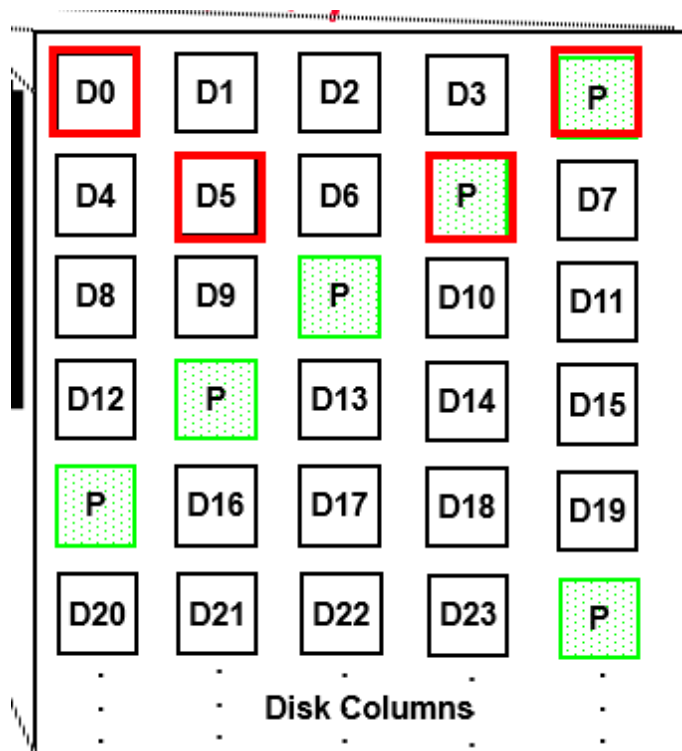 D0 D1 D2 D3 P
D4 D5 D6 P D7
D8 D9 P D10 D11
D12 P D13 D14 D15
P D16 D17 D18 D19
D20 D21 D22 D23 P
Disk Columns